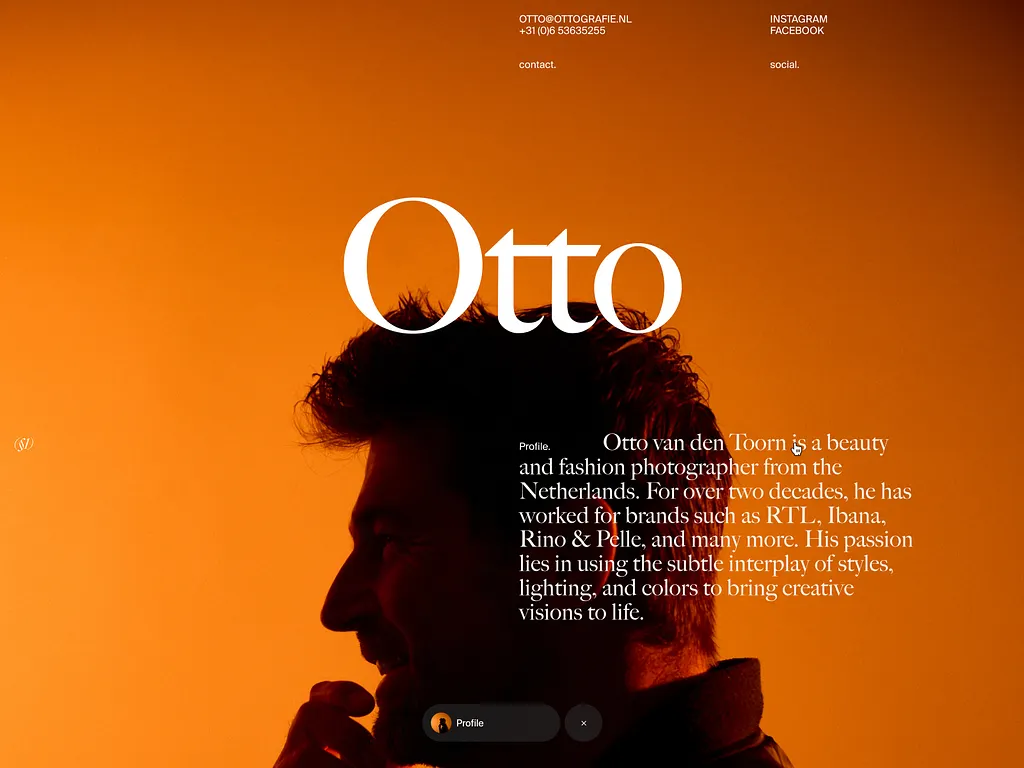 OTTO@OTTOGRAFIE.NL
+31 (0)6 53635255
contact.
INSTAGRAM
FACEBOOK
social.
Otto
Profile.
Otto van den Toorn is a beauty
and fashion photographer from the
Netherlands. For over two decades, he has
worked for brands such as RTL, Ibana,
Rino & Pelle, and many more. His passion
lies in using the subtle interplay of styles,
lighting, and colors to bring creative
visions to life.
Profile
×